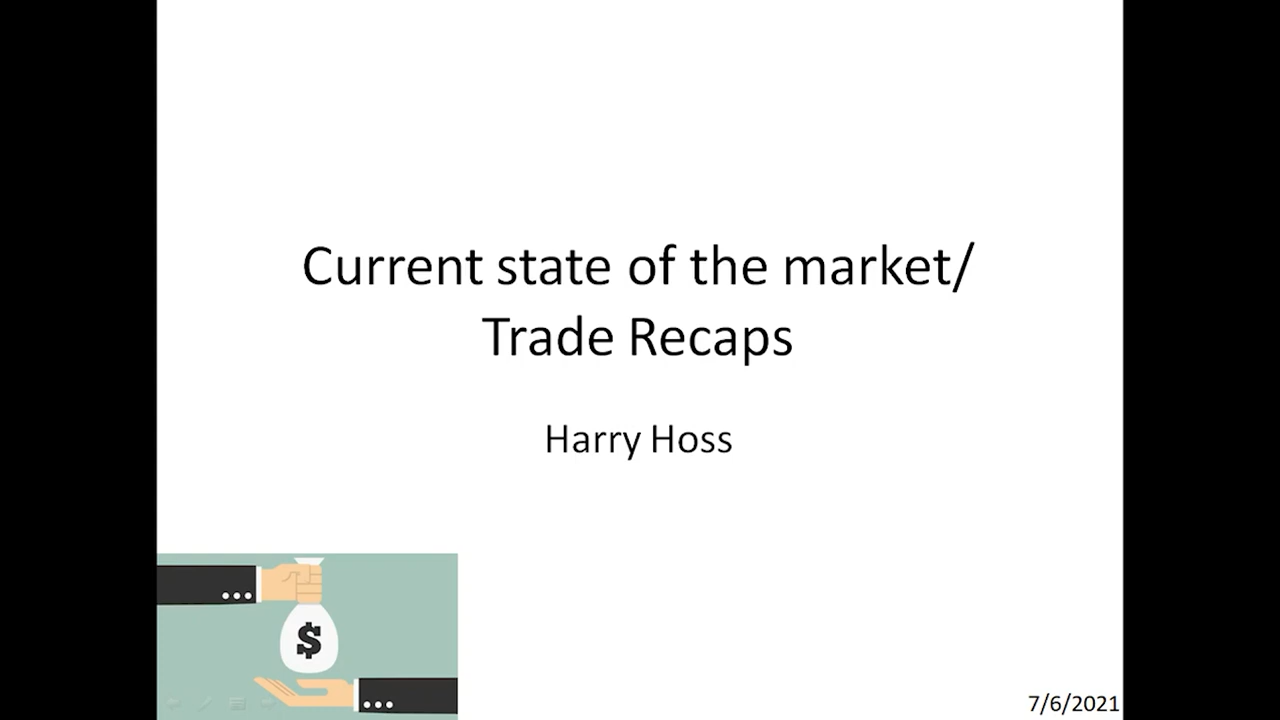 Current state of the market/
Trade Recaps
Harry Hoss
$
7/6/2021